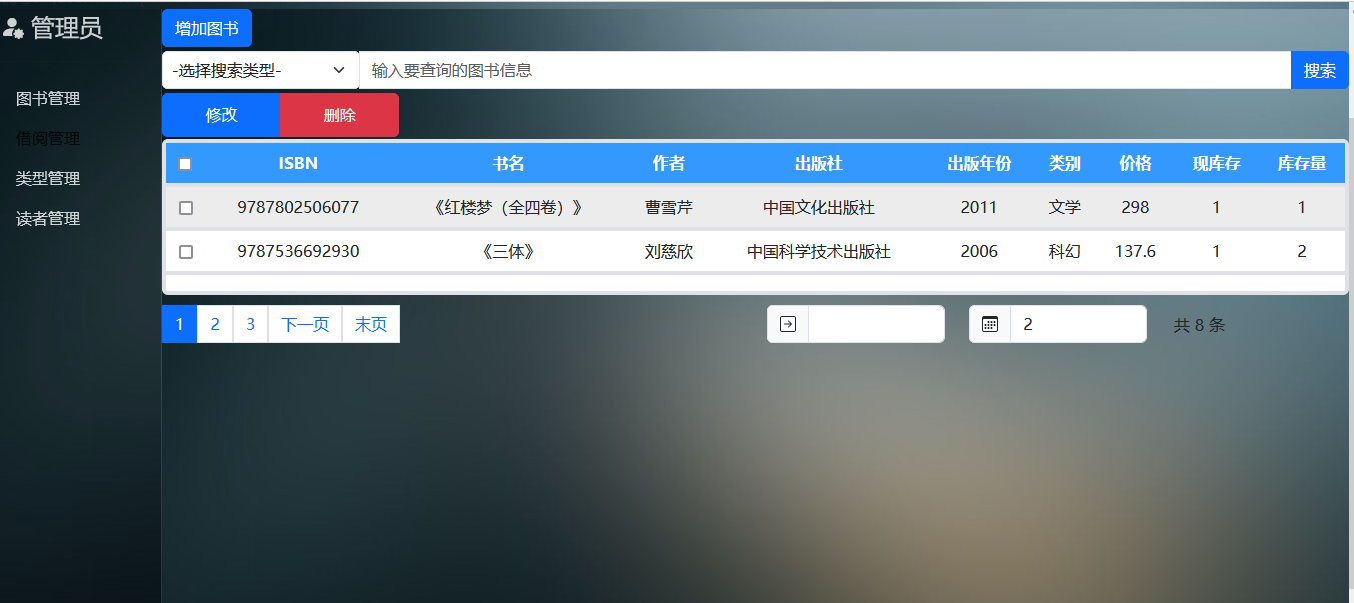 管理员
图书管理
借阅管理
类型管理
读者管理
增加图书
-选择搜索类型- 输入要查询的图书信息 搜索
修改 删除
ISBN 书名 作者 出版社 出版年份 类别 价格 现库存 库存量
9787802506077 《红楼梦（全四卷）》 曹雪芹 中国文化出版社 2011 文学 298 1 1
9787536692930 《三体》 刘慈欣 中国科学技术出版社 2006 科幻 137.6 1 2
1 2 3 下一页 末页 2 共 8 条